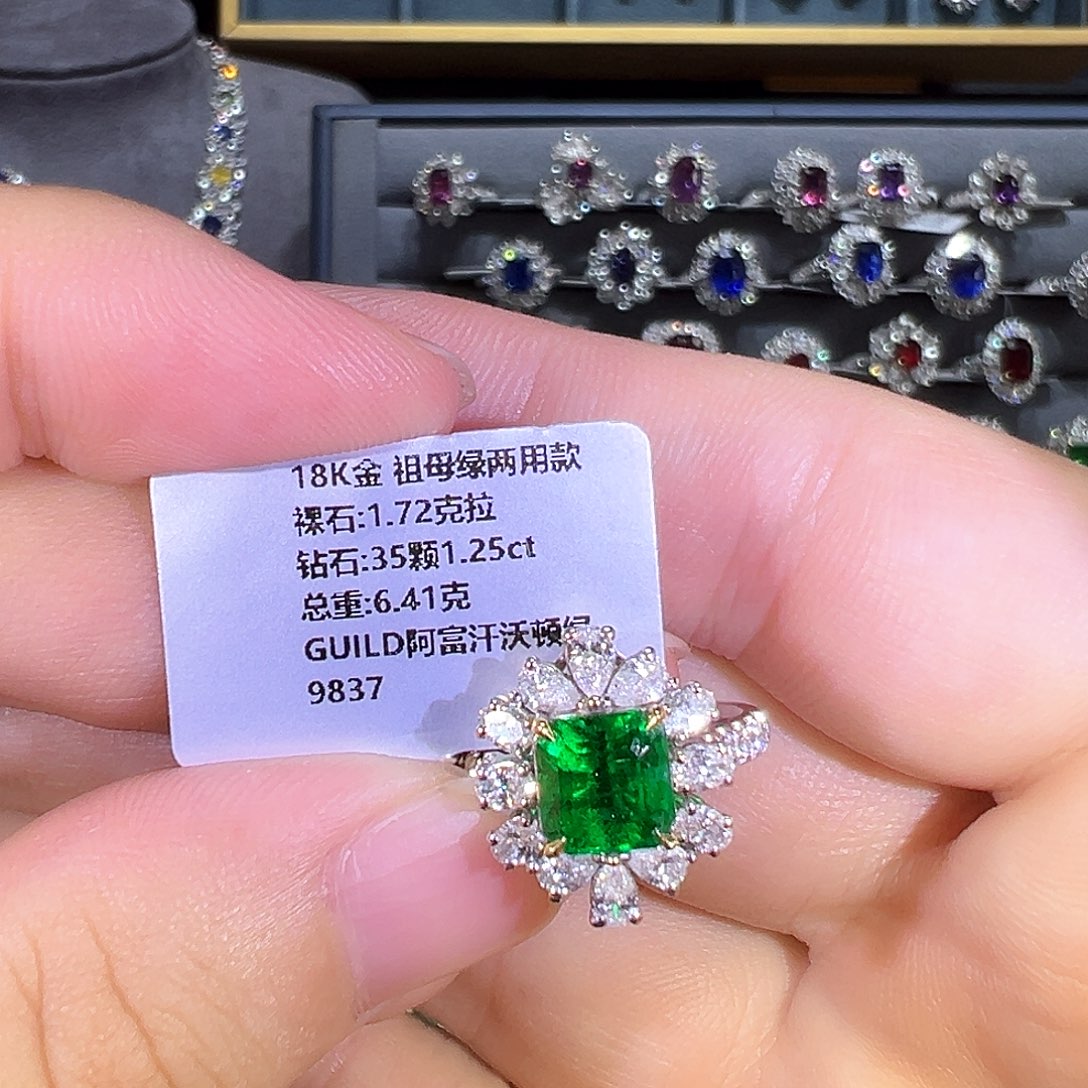 18K金 祖母绿两用款
裸石:1.72克拉
钻石:35颗1.25ct
总重:6.41克
GUILD阿富汗沃顿绿
9837